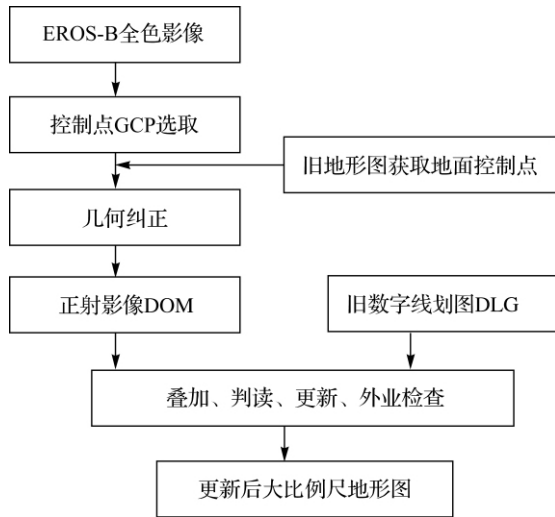 EROS-B全色影像
控制点GCP选取
旧地形图获取地面控制点
几何纠正
正射影像DOM
旧数字线划图DLG
叠加、判读、更新、外业检查
更新后大比例尺地形图